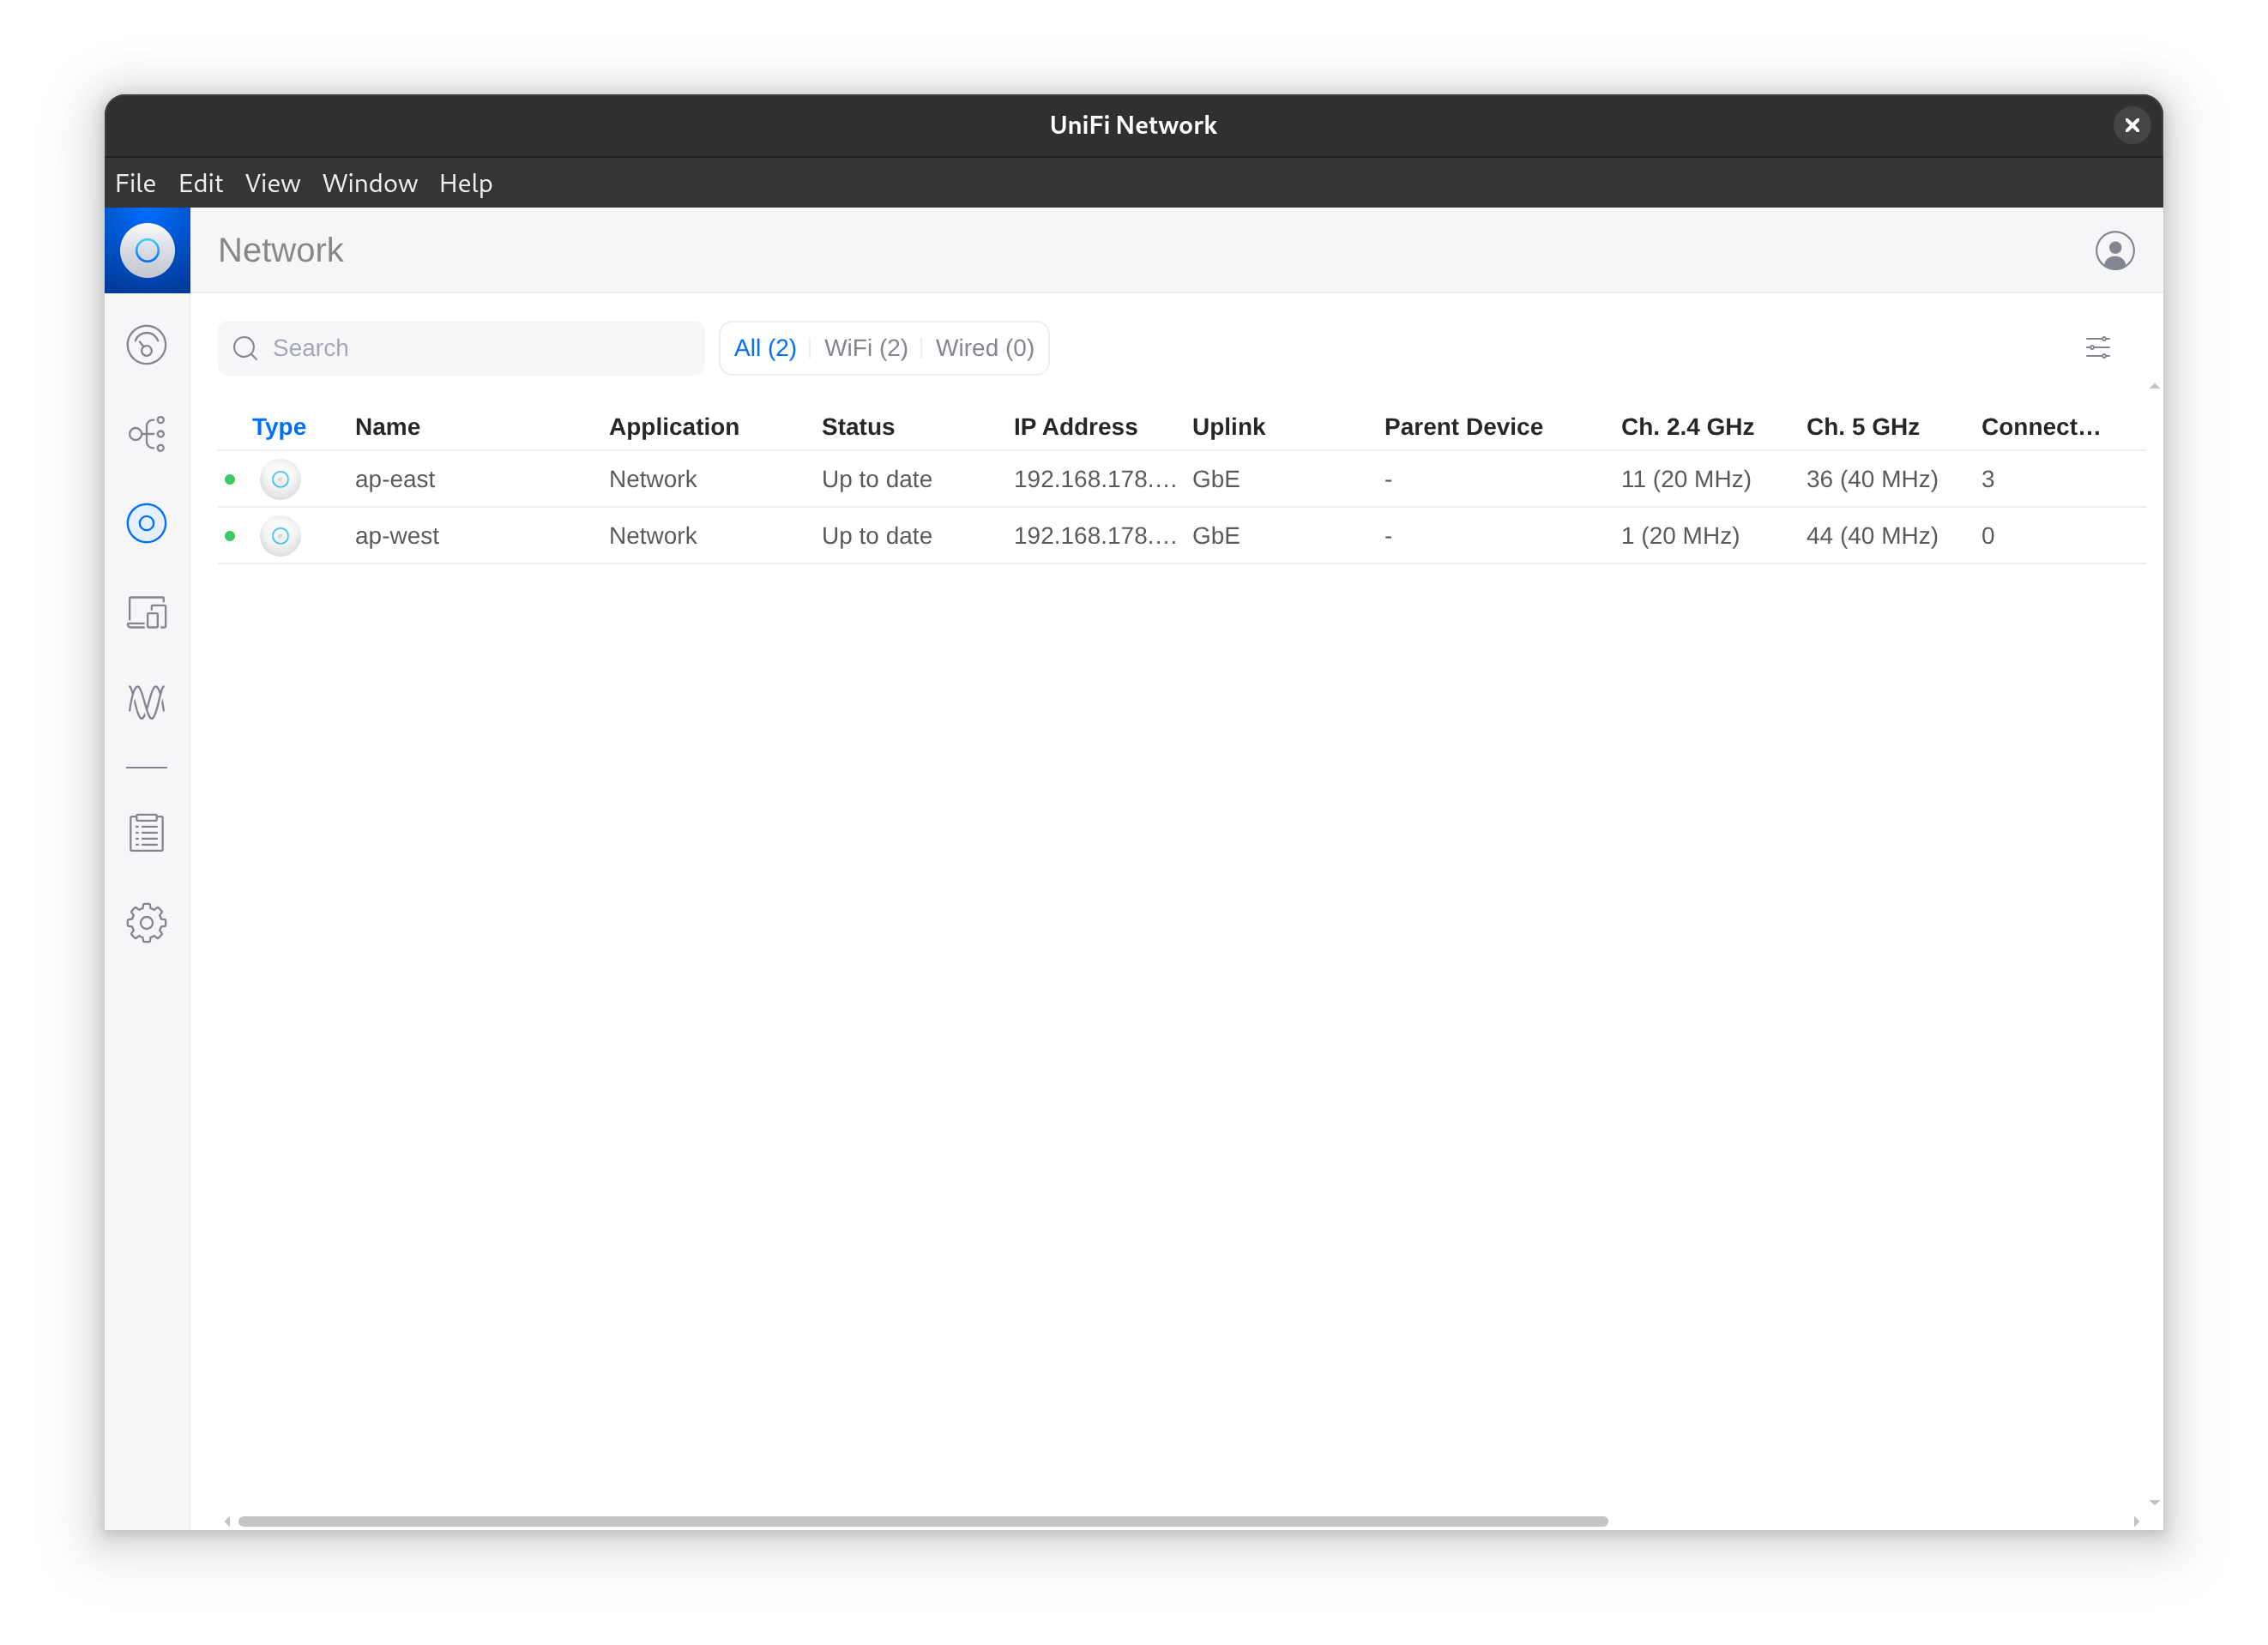 UniFi Network
File Edit View Window Help
Network
Search All (2) WiFi (2) Wired (0)
Type Name Application Status IP Address Uplink Parent Device Ch. 2.4 GHz Ch. 5 GHz Connect...
ap-east Network Up to date 192.168.178.... GbE - 11 (20 MHz) 36 (40 MHz) 3
ap-west Network Up to date 192.168.178.... GbE - 1 (20 MHz) 44 (40 MHz) 0